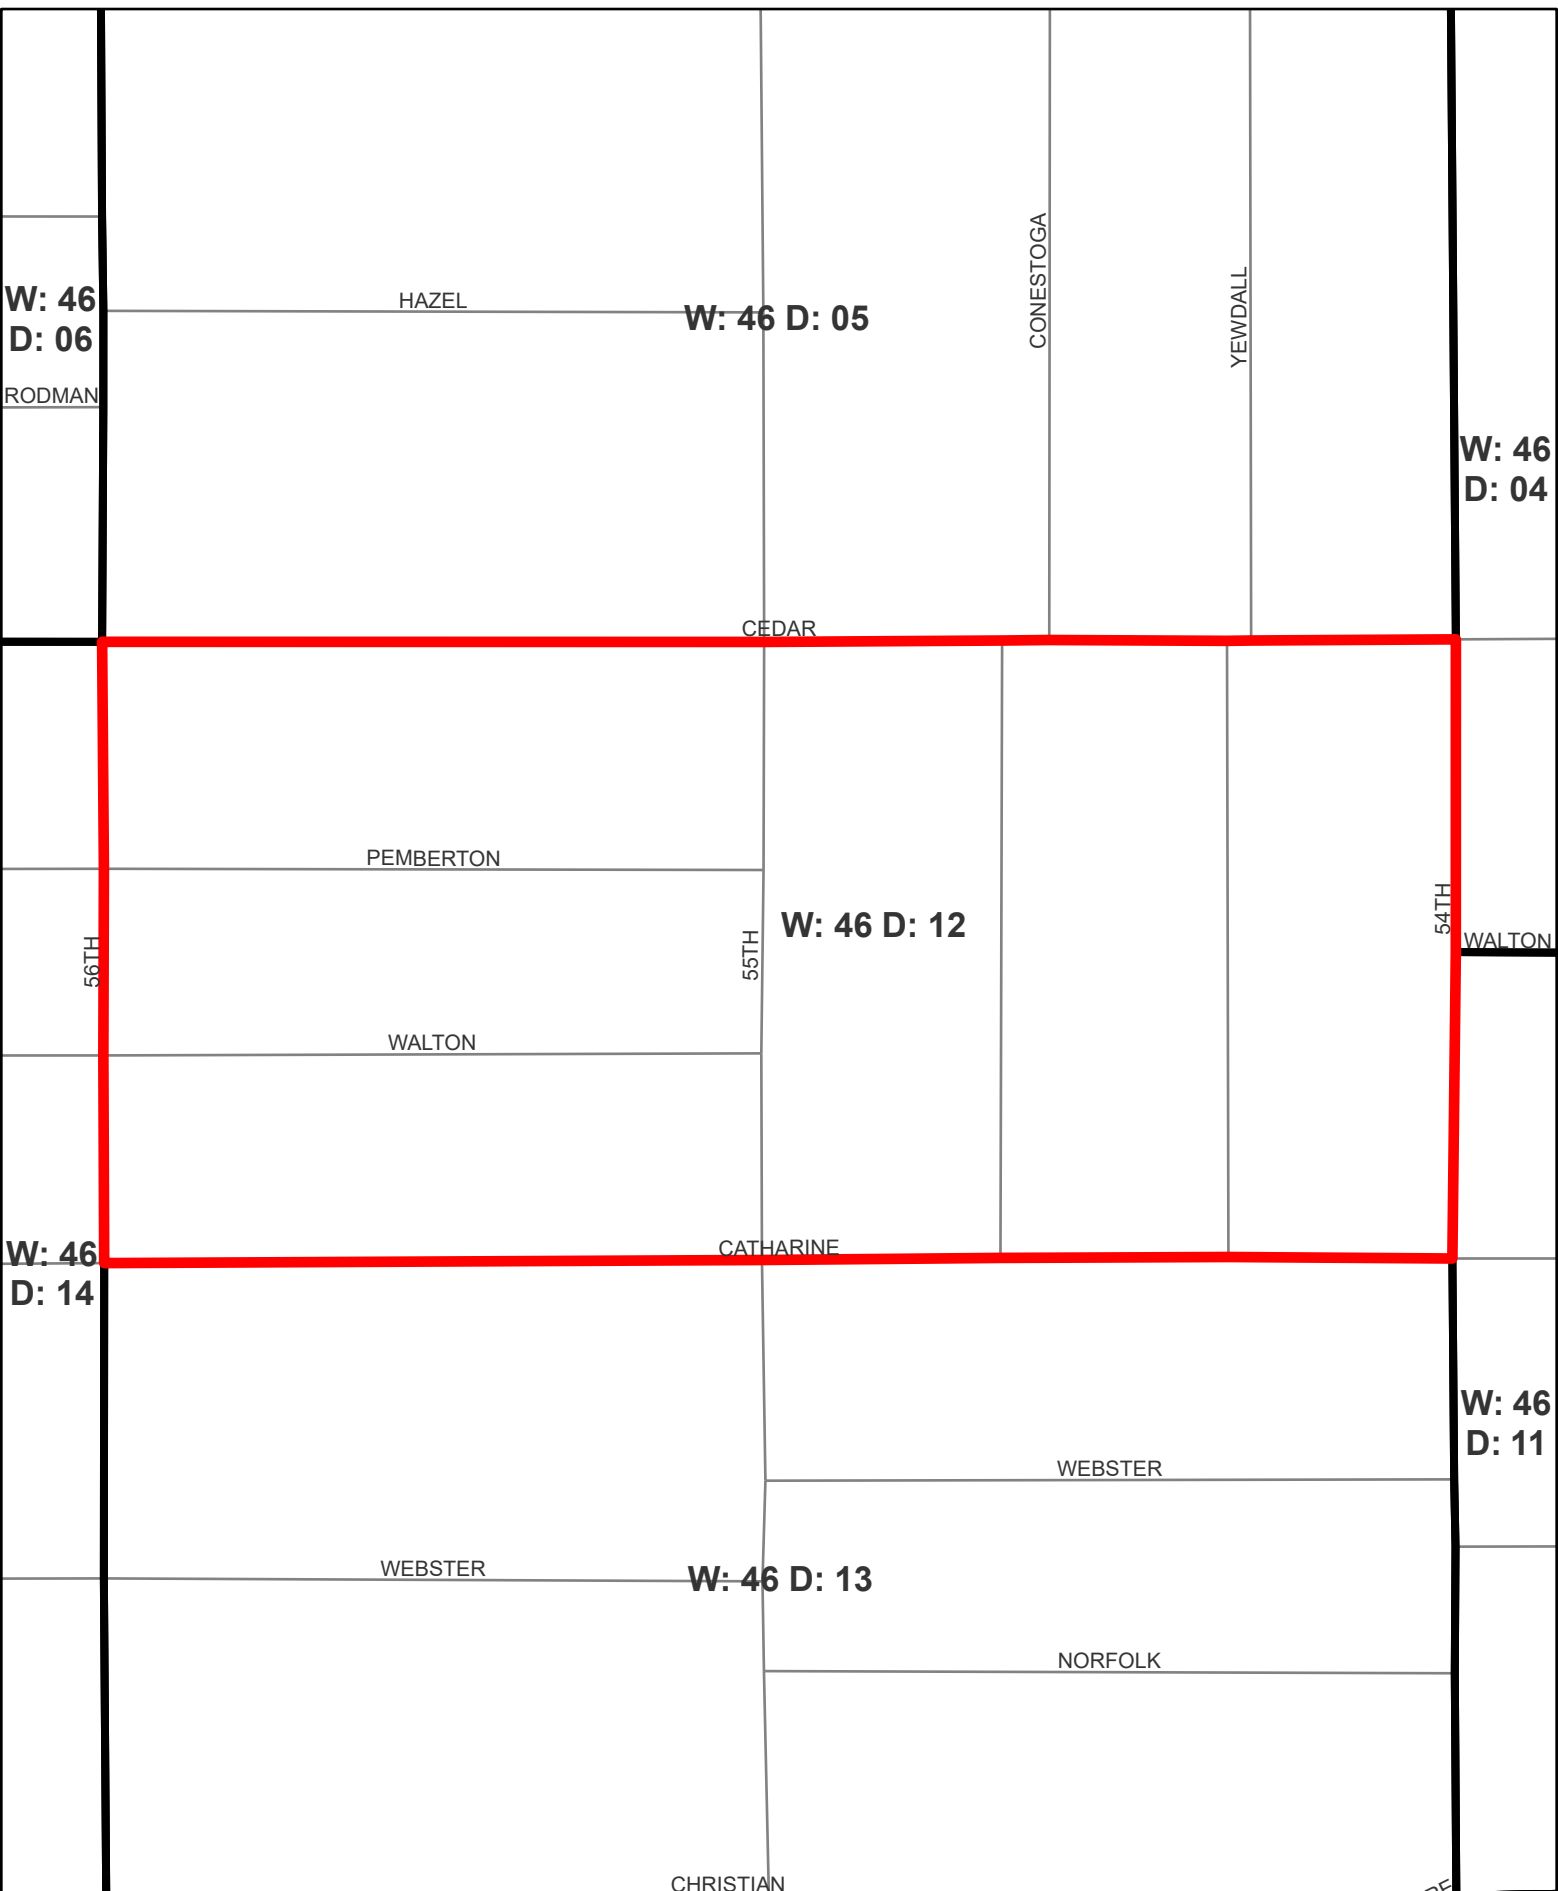 CONESTOGA
YEWDALL
W: 46
D: 06
HAZEL
W: 46 D: 05
RODMAN
W: 46
D: 04
CEDAR
PEMBERTON
54TH
W: 46 D: 12
WALTON
56TH
55TH
WALTON
CATHARINE
W: 46
D: 14
W: 46
D: 11
WEBSTER
WEBSTER
W: 46 D: 13
NORFOLK
CHRISTIAN